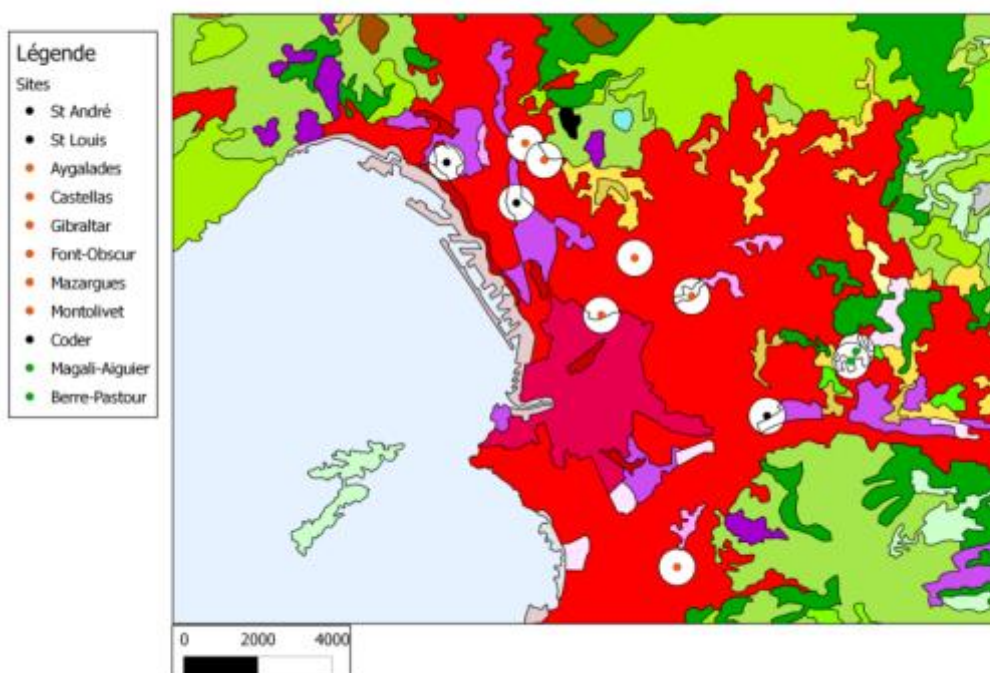 Légende
Sites
St André
St Louis
Aygalades
Castellas
Gibraltar
Font-Obscur
Mazargues
Montolivet
Coder
Magali-Aiguier
Berre-Pastour
0 2000 4000